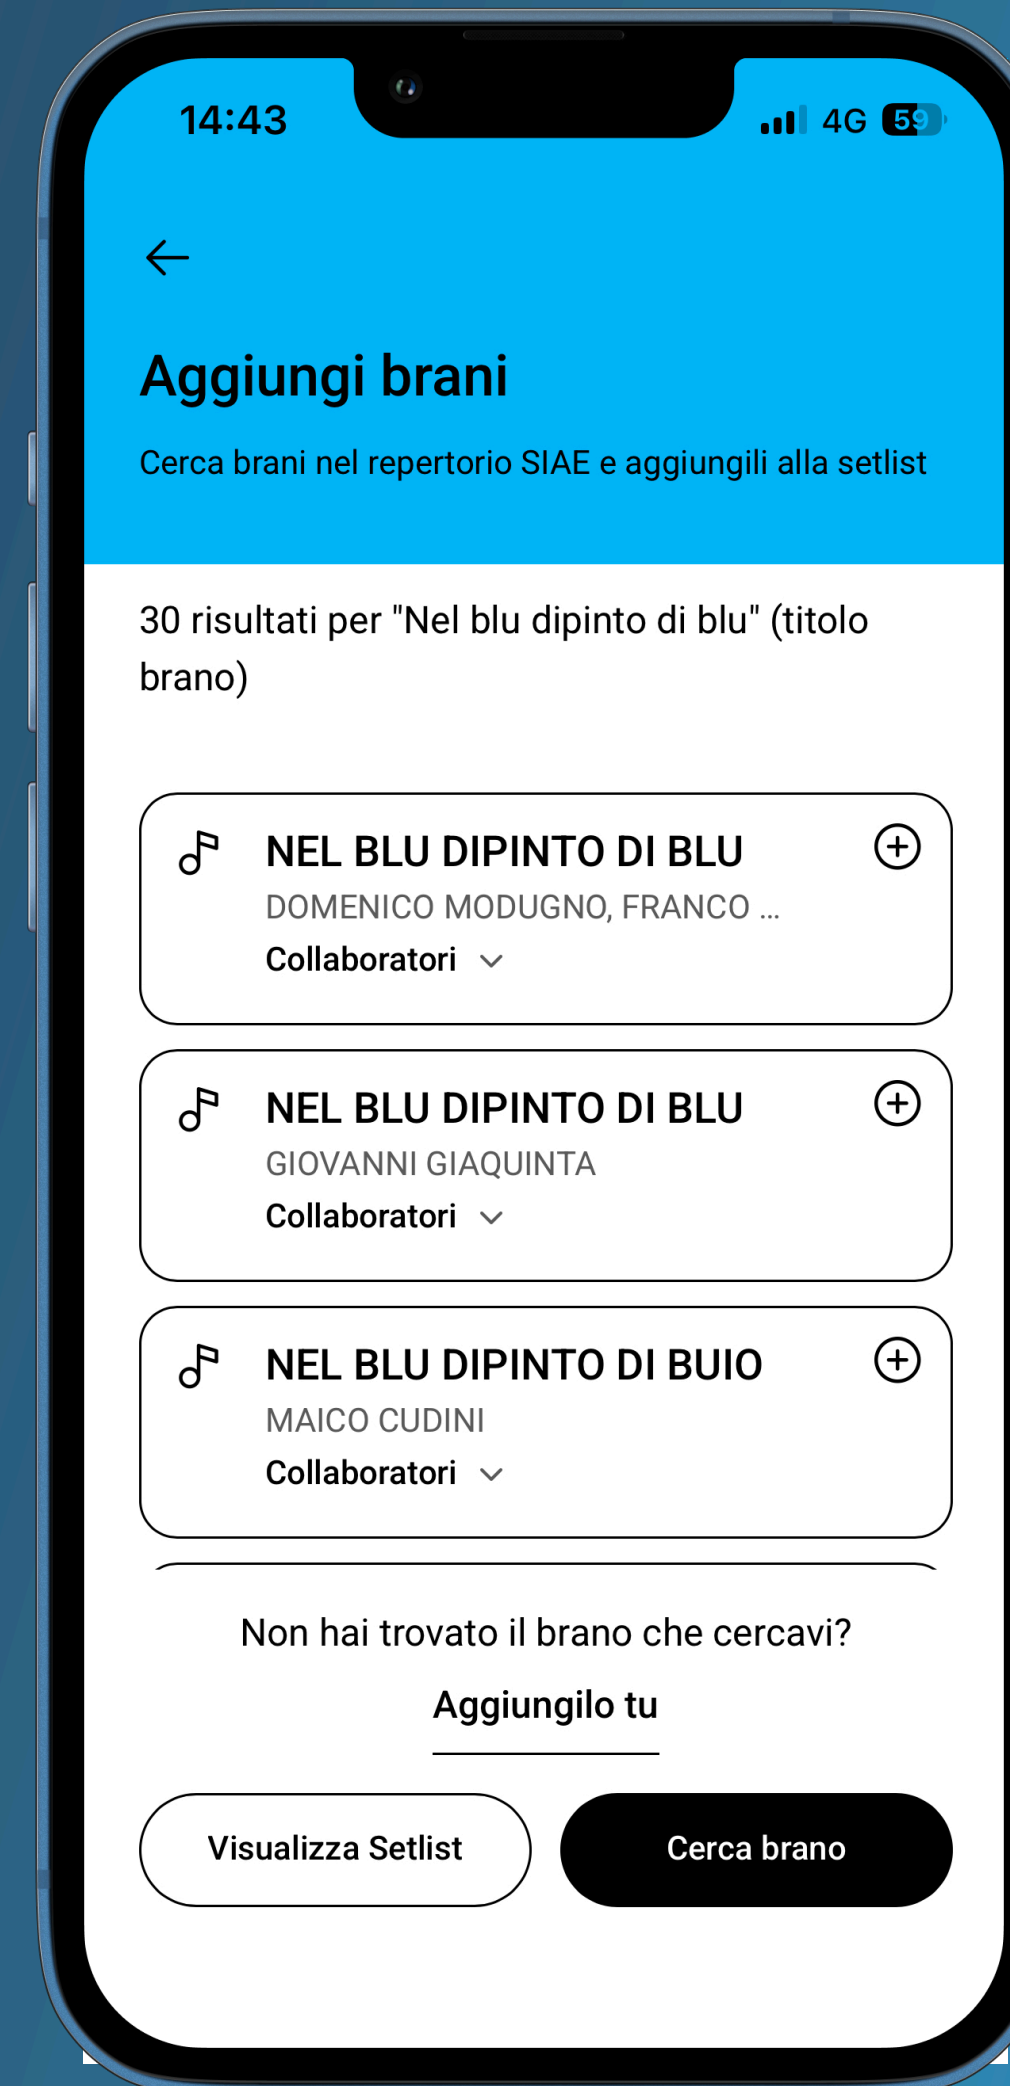 14:43
4G 59
Aggiungi brani
Cerca brani nel repertorio SIAE e aggiungili alla setlist
30 risultati per "Nel blu dipinto di blu" (titolo
brano)
NEL BLU DIPINTO DI BLU
DOMENICO MODUGNO, FRANCO ...
Collaboratori
NEL BLU DIPINTO DI BLU
GIOVANNI GIAQUINTA
Collaboratori
NEL BLU DIPINTO DI BUIO
MAICO CUDINI
Collaboratori
Non hai trovato il brano che cercavi?
Aggiungilo tu
Visualizza Setlist
Cerca brano